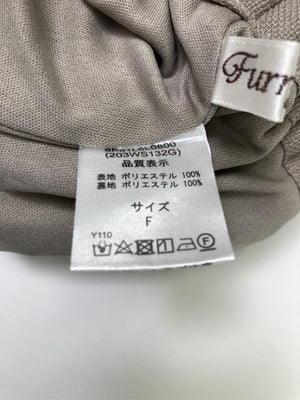 Furr
(203WS132G)
品質表示
表地 ポリエステル 100%
裏地 ポリエステル 100%
サイズ
F
Y110